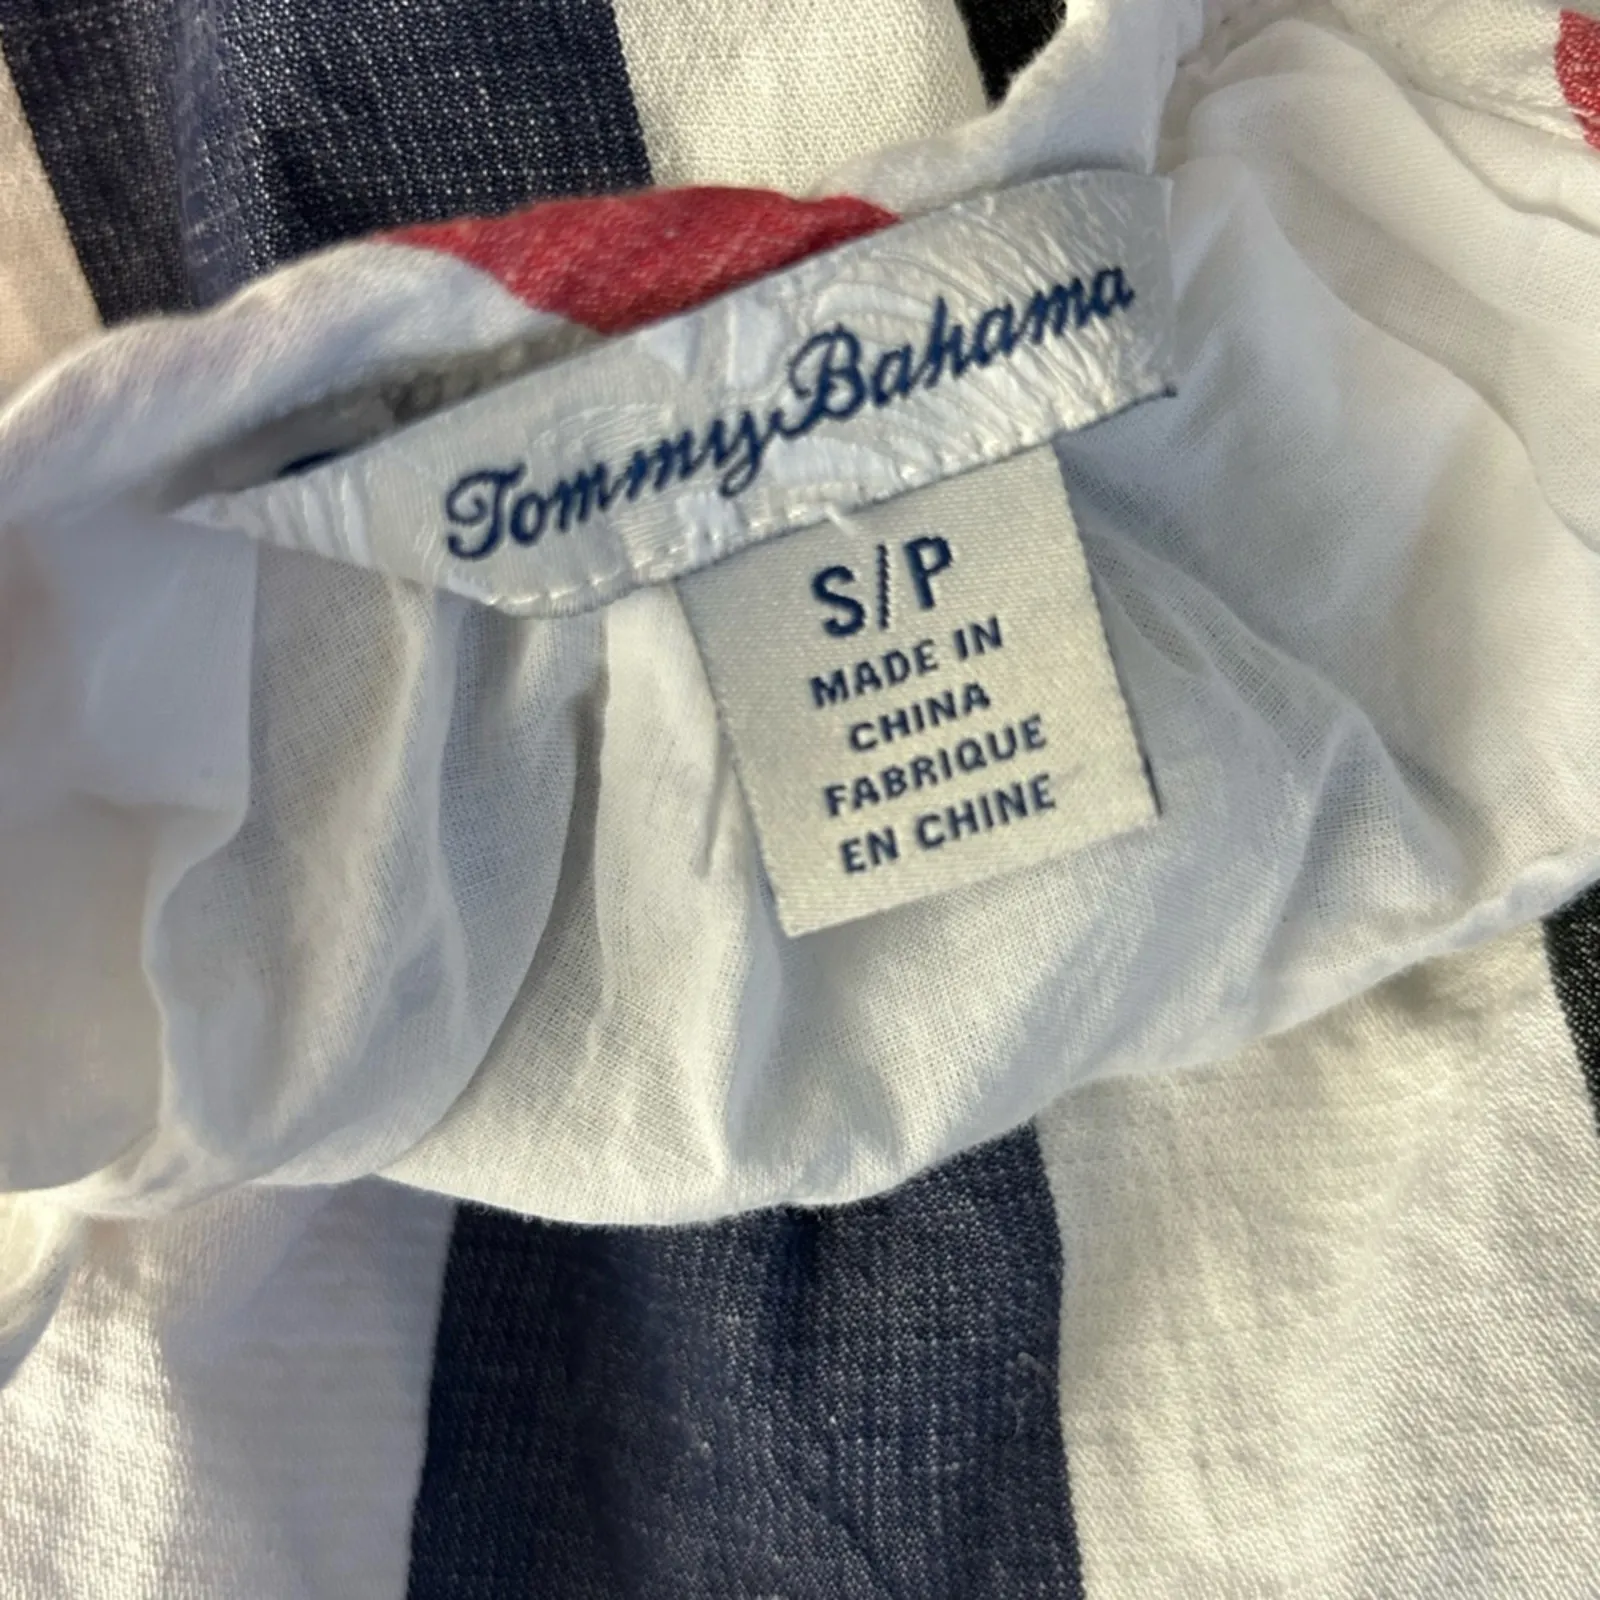 Tommy Bahama
S/P
MADE IN
CHINA
FABRIQUE
EN CHINE